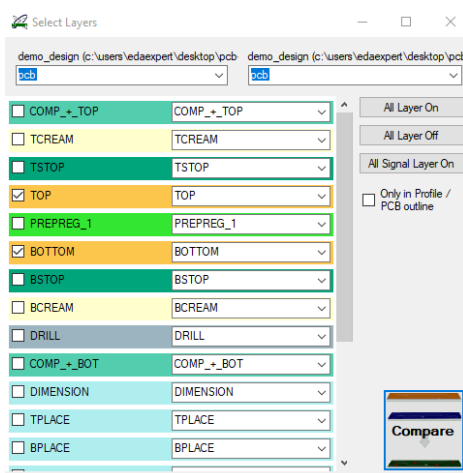 Select Layers
demo_design (c:\users\edaexpert\desktop\pcb- demo_design (c:\users\edaexpert\desktop\pcb
pcb pcb
COMP_+_TOP COMP_+_TOP All Layer On
TCREAM TCREAM All Layer Off
TSTOP TSTOP All Signal Layer On
TOP TOP Only in Profile /
PCB outline
PREPREG_1 PREPREG_1
BOTTOM BOTTOM
BSTOP BSTOP
BCREAM BCREAM
DRILL DRILL
COMP_+_BOT COMP_+_BOT
DIMENSION DIMENSION
TPLACE TPLACE
BPLACE BPLACE
Compare